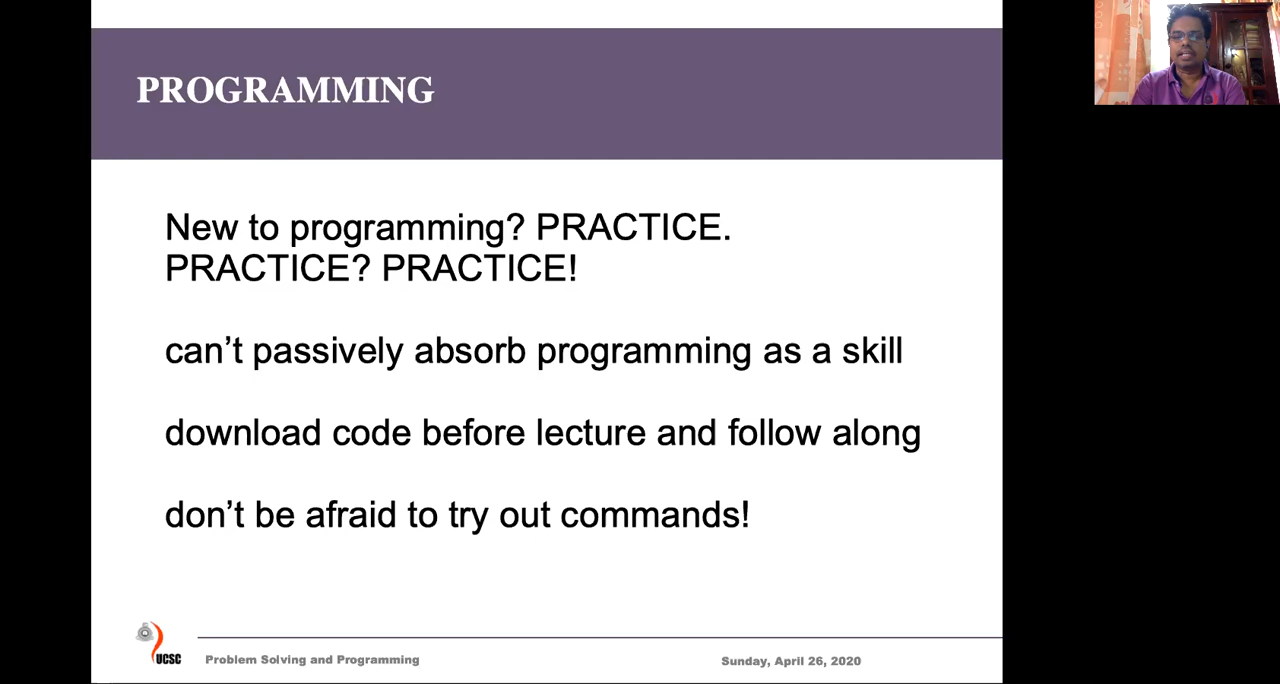 PROGRAMMING
New to programming? PRACTICE.
PRACTICE? PRACTICE!
can’t passively absorb programming as a skill
download code before lecture and follow along
don’t be afraid to try out commands!
UCSC
Problem Solving and Programming
Sunday, April 26, 2020